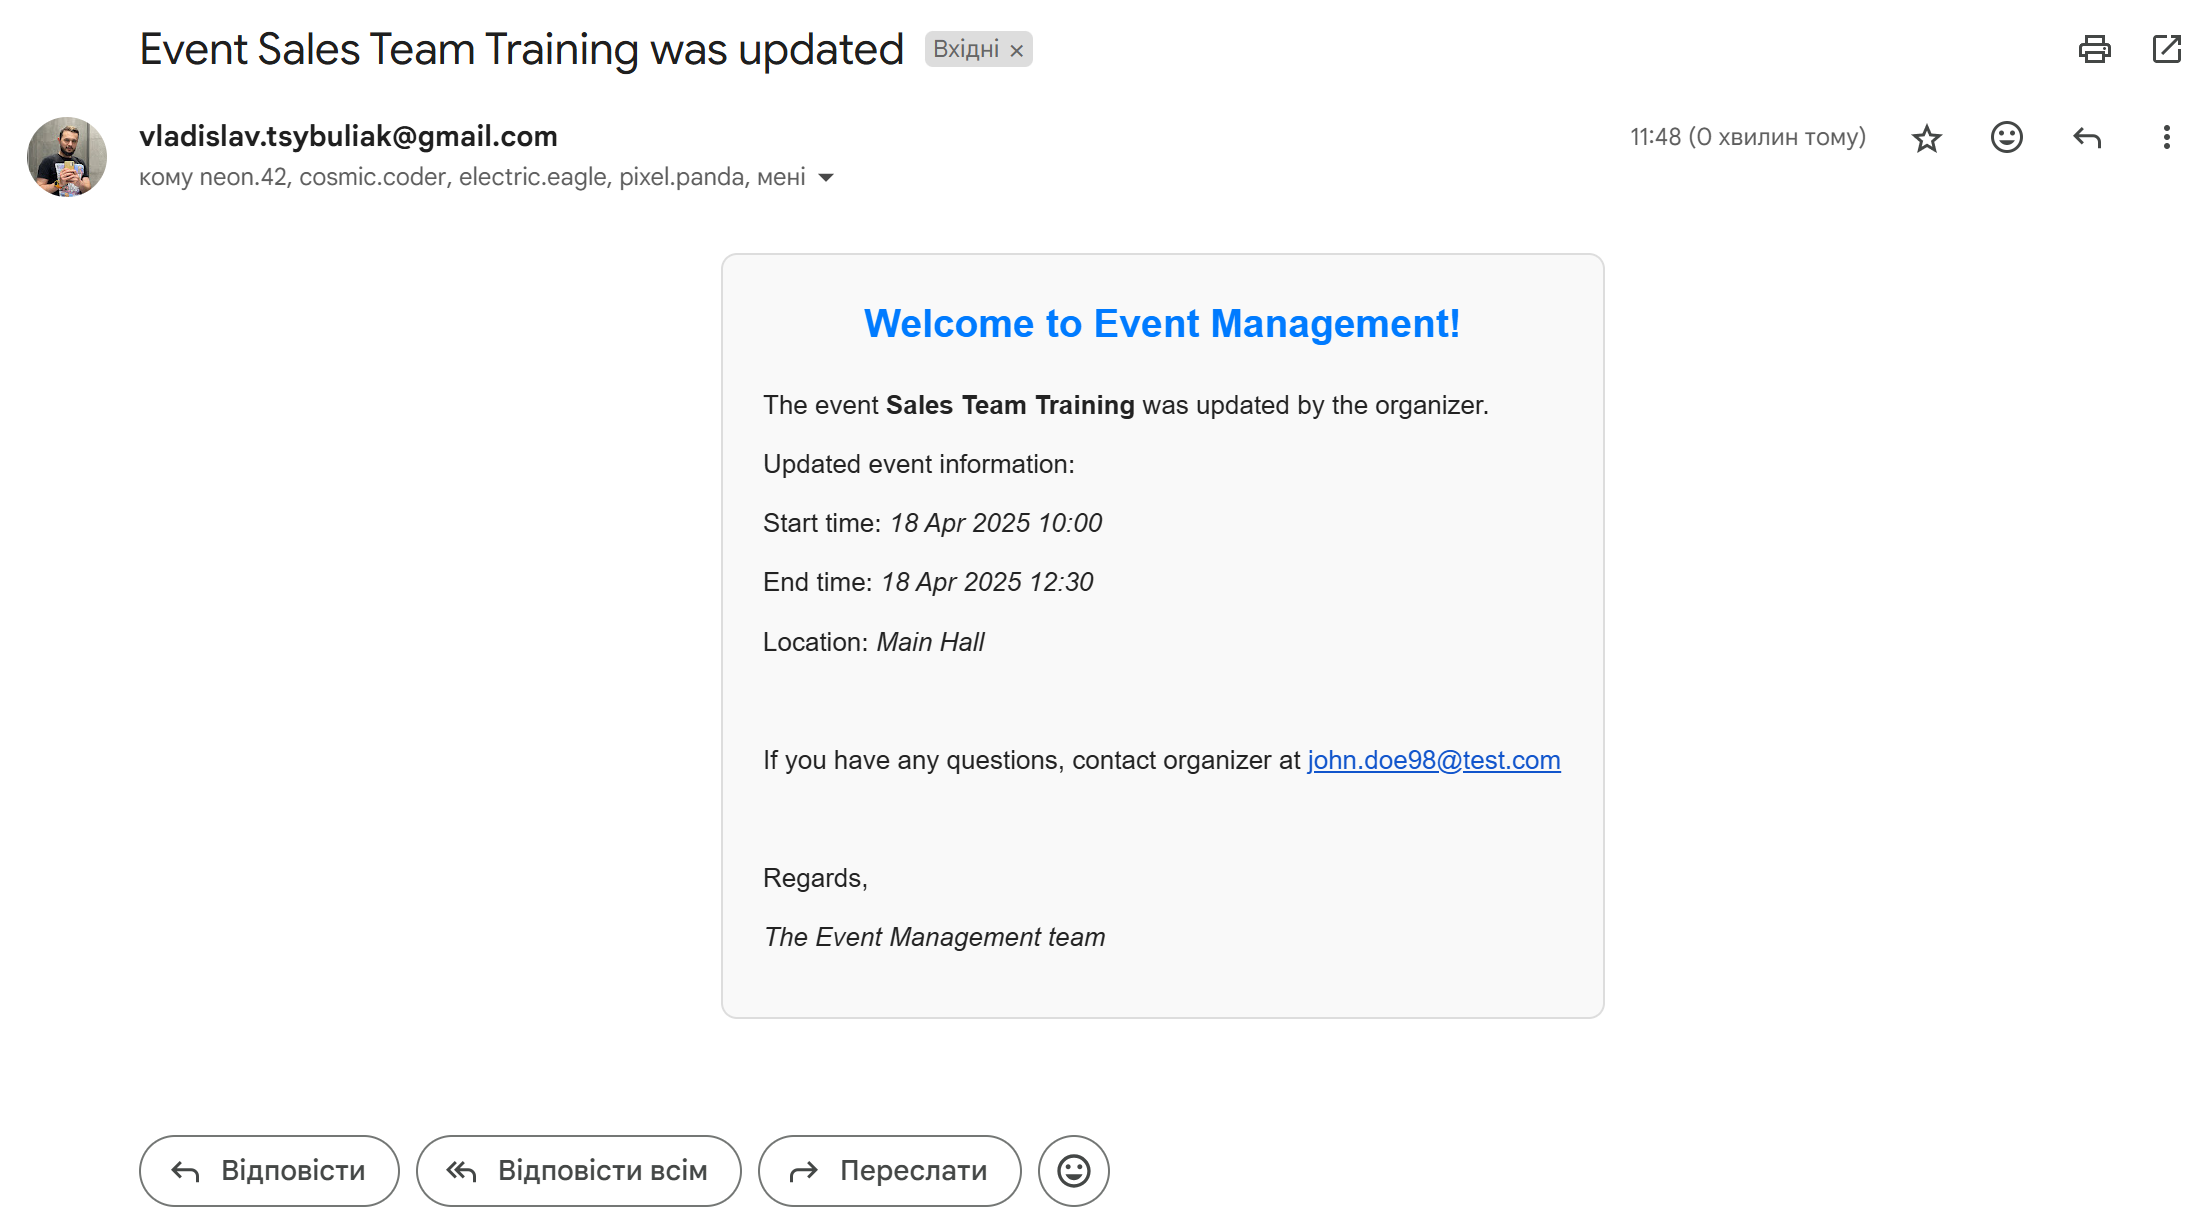 Event Sales Team Training was updated Вхідні ×
vladislav.tsybuliak@gmail.com 11:48 (0 хвилин тому)
кому neon.42, cosmic.coder, electric.eagle, pixel.panda, мені
Welcome to Event Management!
The event Sales Team Training was updated by the organizer.
Updated event information:
Start time: 18 Apr 2025 10:00
End time: 18 Apr 2025 12:30
Location: Main Hall
If you have any questions, contact organizer at john.doe98@test.com
Regards,
The Event Management team
Відповісти Відповісти всім Переслати